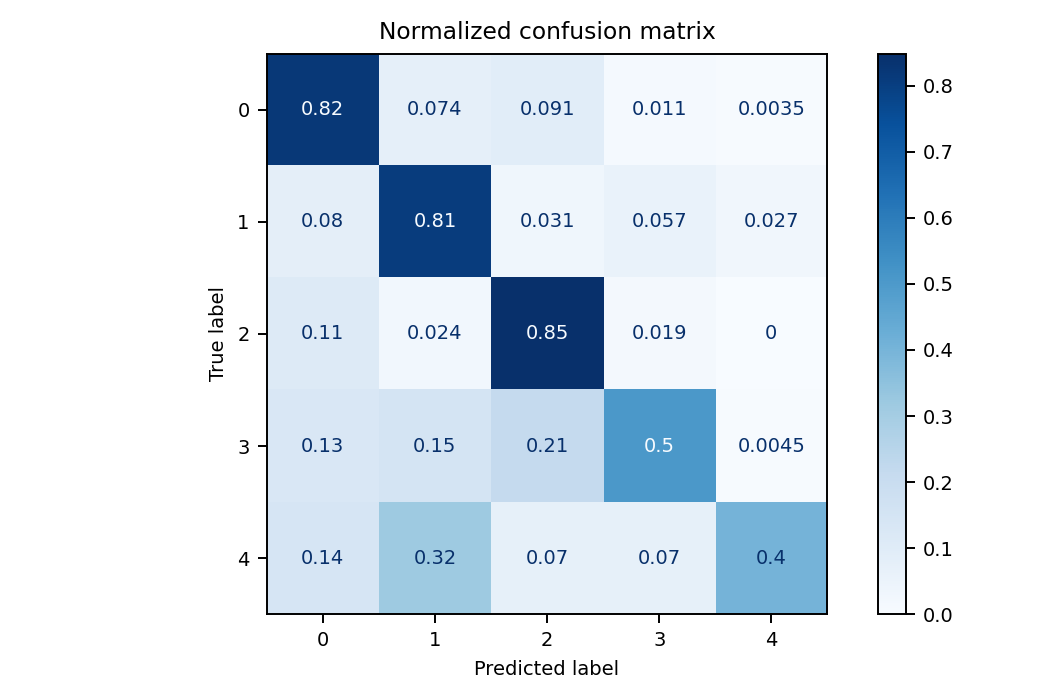 Normalized confusion matrix
0 0.82 0.074 0.091 0.011 0.0035
1 0.08 0.81 0.031 0.057 0.027
2 0.11 0.024 0.85 0.019 0
3 0.13 0.15 0.21 0.5 0.0045
4 0.14 0.32 0.07 0.07 0.4
0 1 2 3 4
Predicted label
True label
0.8
0.7
0.6
0.5
0.4
0.3
0.2
0.1
0.0